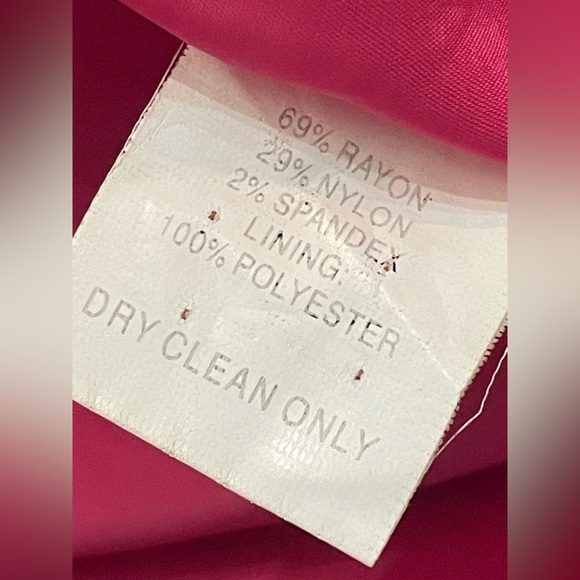 69% RAYON
29% NYLON
2% SPANDEX
LINING:
100% POLYESTER
DRY CLEAN ONLY